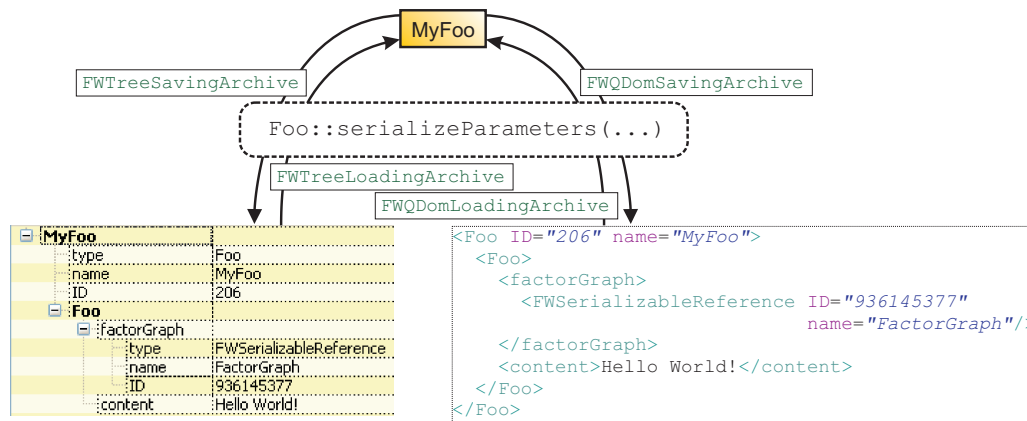 MyFoo
FWTreeSavingArchive
FWQDomSavingArchive
Foo::serializeParameters(...)
FWTreeLoadingArchive
FWQDomLoadingArchive
MyFoo
type Foo
name MyFoo
ID 206
Foo
factorGraph
type FWSerializableReference
name FactorGraph
ID 936145377
content Hello World!
<Foo ID="206" name="MyFoo">
<Foo>
<factorGraph>
<FWSerializableReference ID="936145377"
name="FactorGraph"/>
</factorGraph>
<content>Hello World!</content>
</Foo>
</Foo>